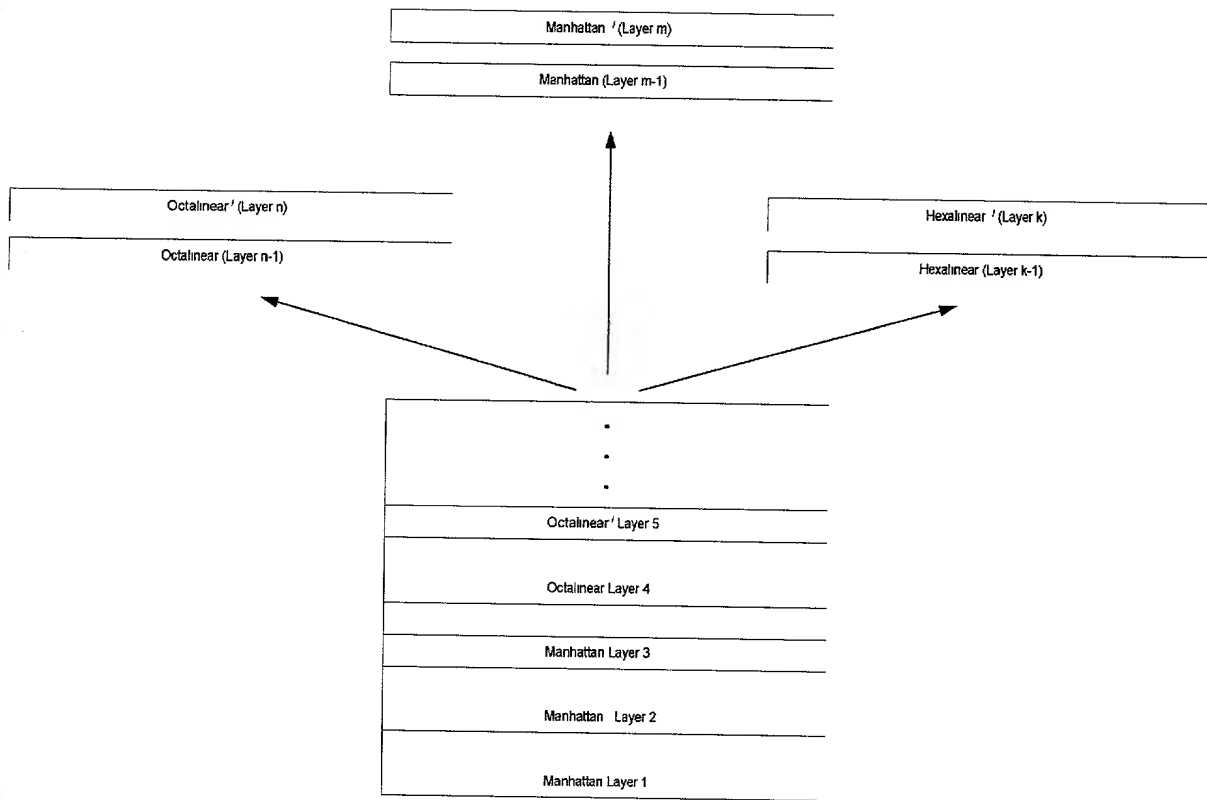 Manhattan ' (Layer m)
Manhattan (Layer m-1)
Octalinear ' (Layer n)
Octalinear (Layer n-1)
Hexalinear ' (Layer k)
Hexalinear (Layer k-1)
Octalinear ' Layer 5
Octalinear Layer 4
Manhattan Layer 3
Manhattan Layer 2
Manhattan Layer 1